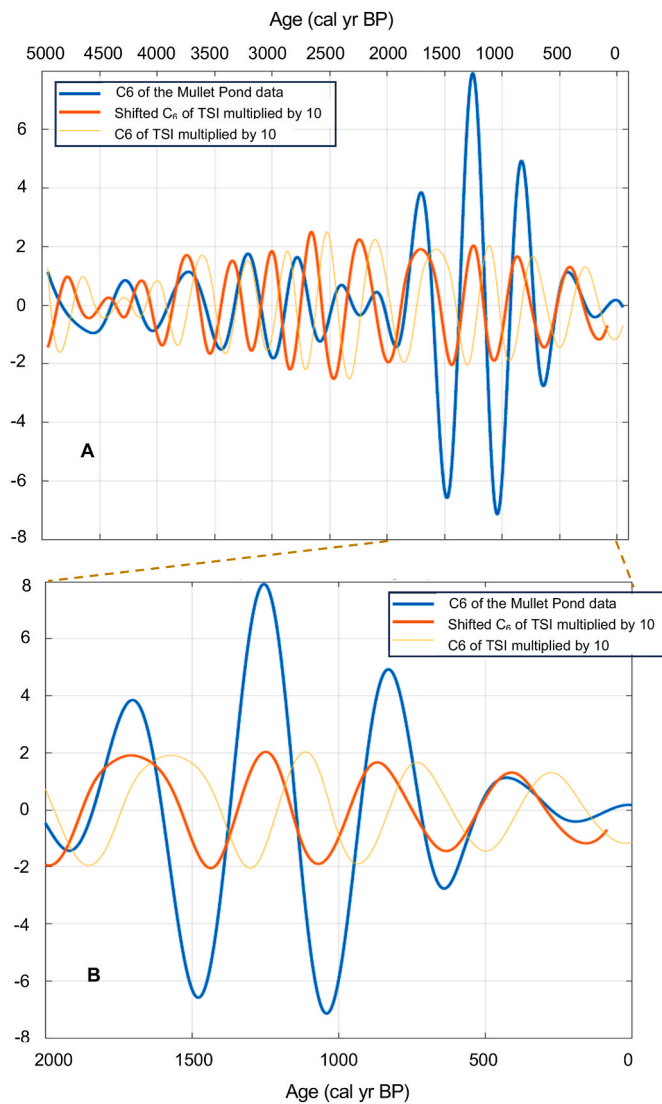 Age (cal yr BP)
5000 4500 4000 3500 3000 2500 2000 1500 1000 500 0
C6 of the Mullet Pond data
Shifted C₆ of TSI multiplied by 10
C6 of TSI multiplied by 10
6
4
2
0
-2
-4
-6
-8
A
8
6
4
2
0
-2
-4
-6
-8
C6 of the Mullet Pond data
Shifted C₆ of TSI multiplied by 10
C6 of TSI multiplied by 10
B
2000 1500 1000 500 0
Age (cal yr BP)